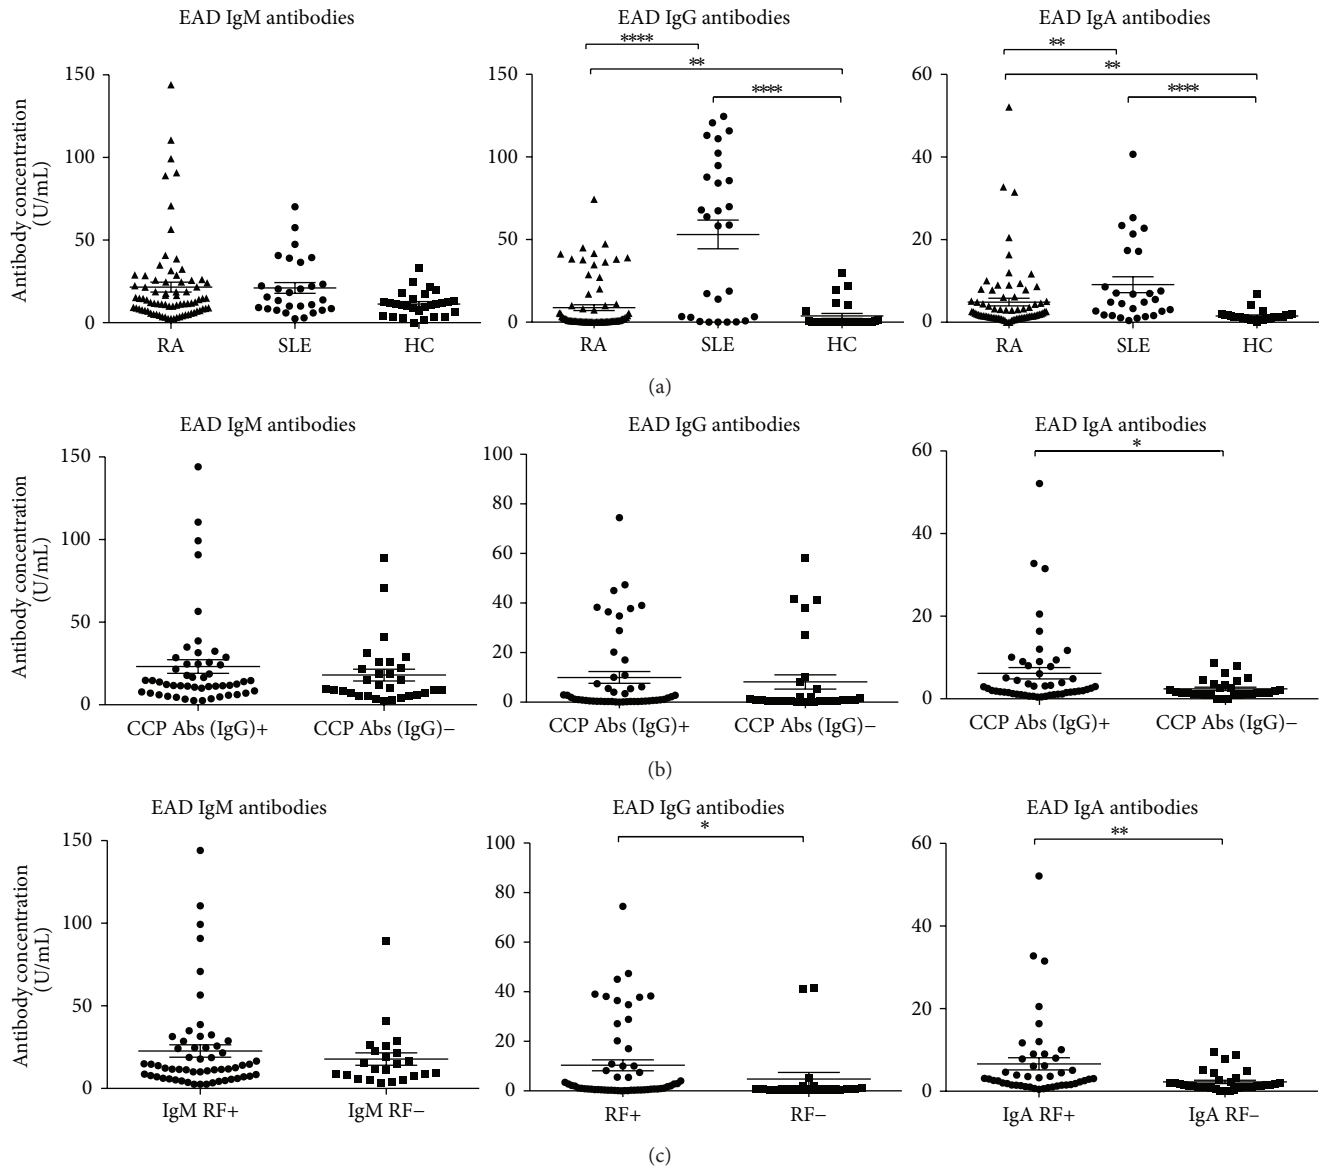 EAD IgM antibodies
EAD IgG antibodies
EAD IgA antibodies
****
**
****
**
**
****
Antibody concentration
(U/mL)
150
100
50
0
RA
SLE
HC
150
100
50
0
RA
SLE
HC
60
40
20
0
RA
SLE
HC
(a)
EAD IgM antibodies
EAD IgG antibodies
EAD IgA antibodies
*
Antibody concentration
(U/mL)
150
100
50
0
CCP Abs (IgG)+
CCP Abs (IgG)−
100
80
60
40
20
0
CCP Abs (IgG)+
CCP Abs (IgG)−
60
40
20
0
CCP Abs (IgG)+
CCP Abs (IgG)−
(b)
EAD IgM antibodies
EAD IgG antibodies
EAD IgA antibodies
*
**
Antibody concentration
(U/mL)
150
100
50
0
IgM RF+
IgM RF−
100
80
60
40
20
0
RF+
RF−
60
40
20
0
IgA RF+
IgA RF−
(c)